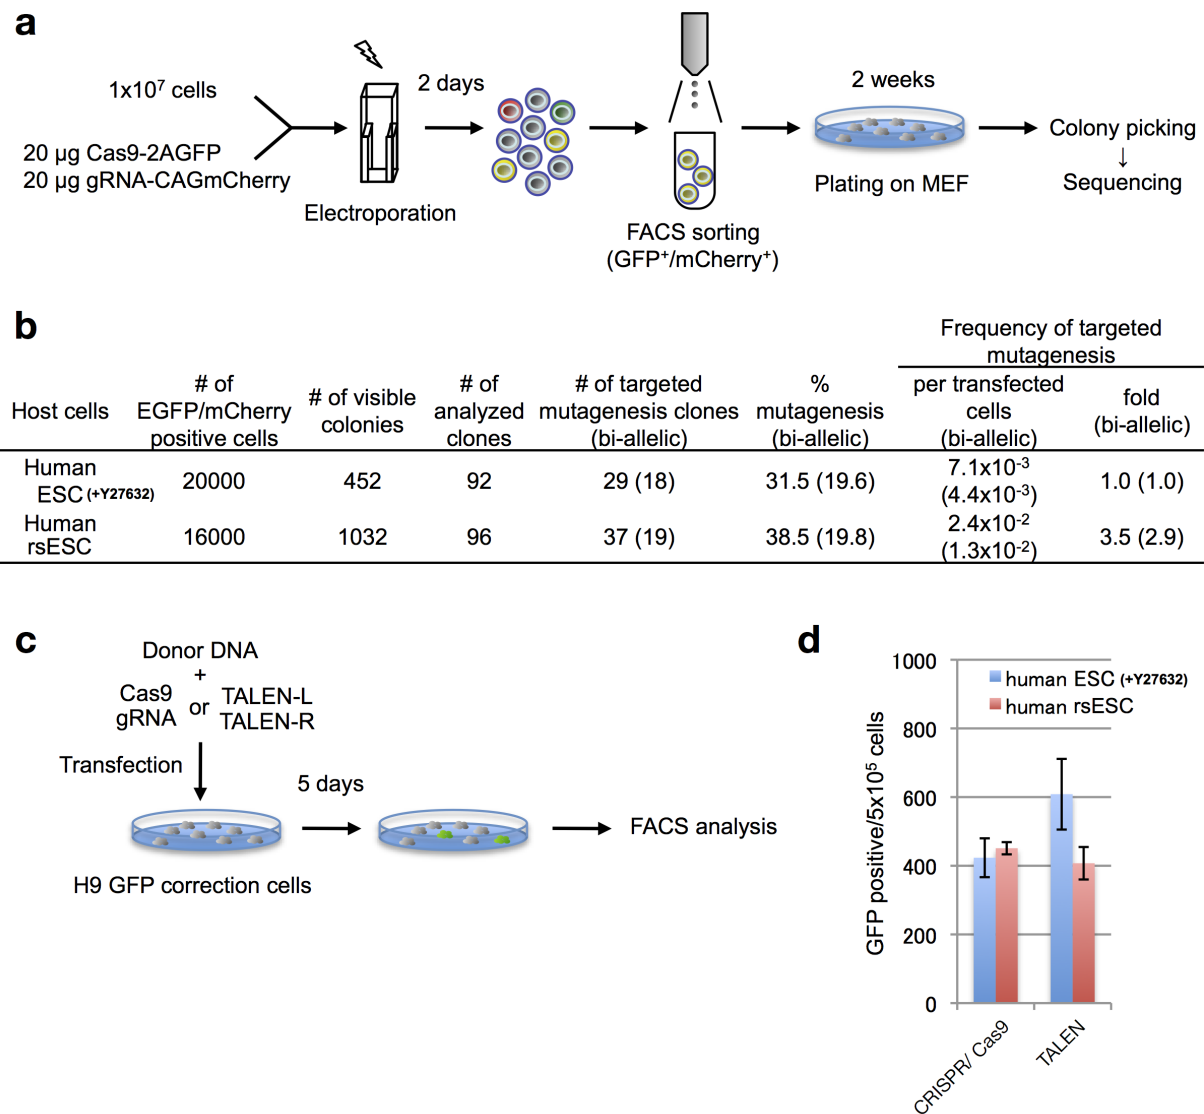 a
1x10⁷ cells
20 µg Cas9-2AGFP
20 µg gRNA-CAGmCherry
Electroporation
2 days
FACS sorting
(GFP⁺/mCherry⁺)
2 weeks
Plating on MEF
Colony picking
↓
Sequencing
b
Frequency of targeted
mutagenesis
Host cells
# of
EGFP/mCherry
positive cells
# of visible
colonies
# of
analyzed
clones
# of targeted
mutagenesis clones
(bi-allelic)
%
mutagenesis
(bi-allelic)
per transfected
cells
(bi-allelic)
fold
(bi-allelic)
Human
ESC (+Y27632)
20000
452
92
29 (18)
31.5 (19.6)
7.1x10⁻³
(4.4x10⁻³)
1.0 (1.0)
Human
rsESC
16000
1032
96
37 (19)
38.5 (19.8)
2.4x10⁻²
(1.3x10⁻²)
3.5 (2.9)
c
Donor DNA
+
Cas9
gRNA
or
TALEN-L
TALEN-R
Transfection
5 days
FACS analysis
H9 GFP correction cells
d
GFP positive/5x10⁵ cells
1000
800
600
400
200
0
human ESC (+Y27632)
human rsESC
CRISPR/ Cas9
TALEN